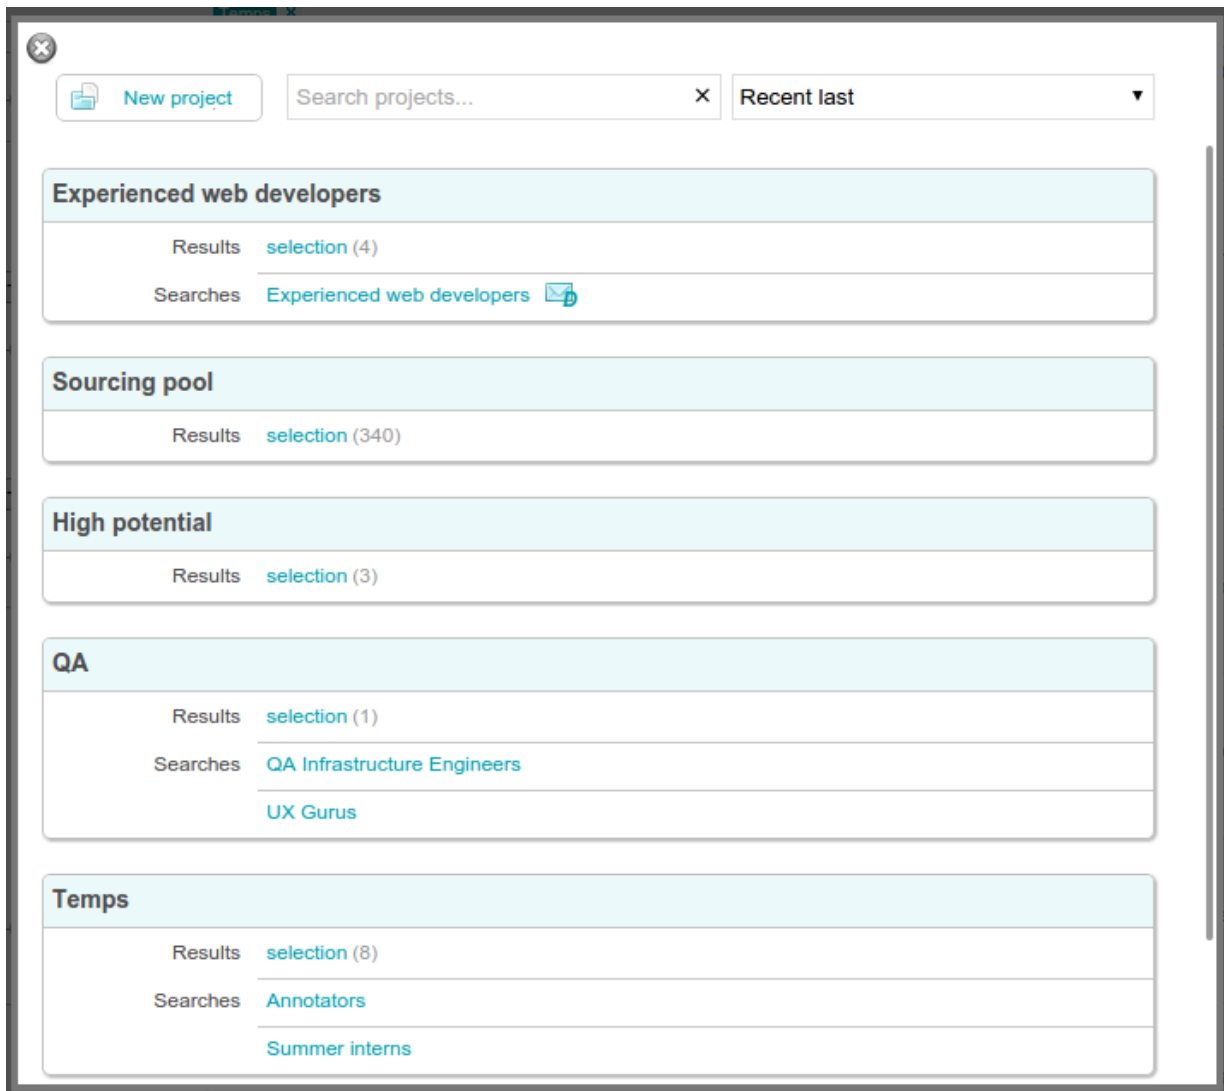 Temps ×
New project
Search projects... ×
Recent last
Experienced web developers
Results selection (4)
Searches Experienced web developers
Sourcing pool
Results selection (340)
High potential
Results selection (3)
QA
Results selection (1)
Searches QA Infrastructure Engineers
UX Gurus
Temps
Results selection (8)
Searches Annotators
Summer interns